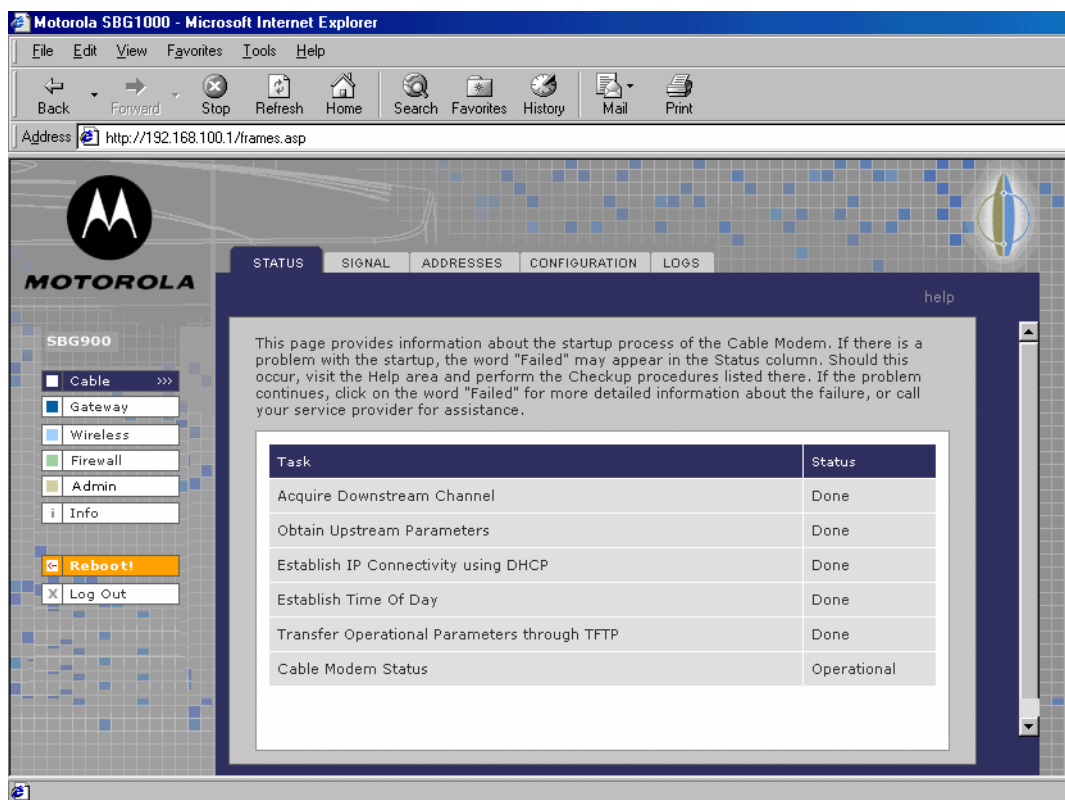 Motorola SBG1000 - Microsoft Internet Explorer
File Edit View Favorites Tools Help
Back Forward Stop Refresh Home Search Favorites History Mail Print
Address http://192.168.100.1/frames.asp
MOTOROLA
STATUS SIGNAL ADDRESSES CONFIGURATION LOGS
help
SBG900
Cable >>>
Gateway
Wireless
Firewall
Admin
i Info
Reboot!
X Log Out
This page provides information about the startup process of the Cable Modem. If there is a
problem with the startup, the word "Failed" may appear in the Status column. Should this
occur, visit the Help area and perform the Checkup procedures listed there. If the problem
continues, click on the word "Failed" for more detailed information about the failure, or call
your service provider for assistance.
Task Status
Acquire Downstream Channel Done
Obtain Upstream Parameters Done
Establish IP Connectivity using DHCP Done
Establish Time Of Day Done
Transfer Operational Parameters through TFTP Done
Cable Modem Status Operational